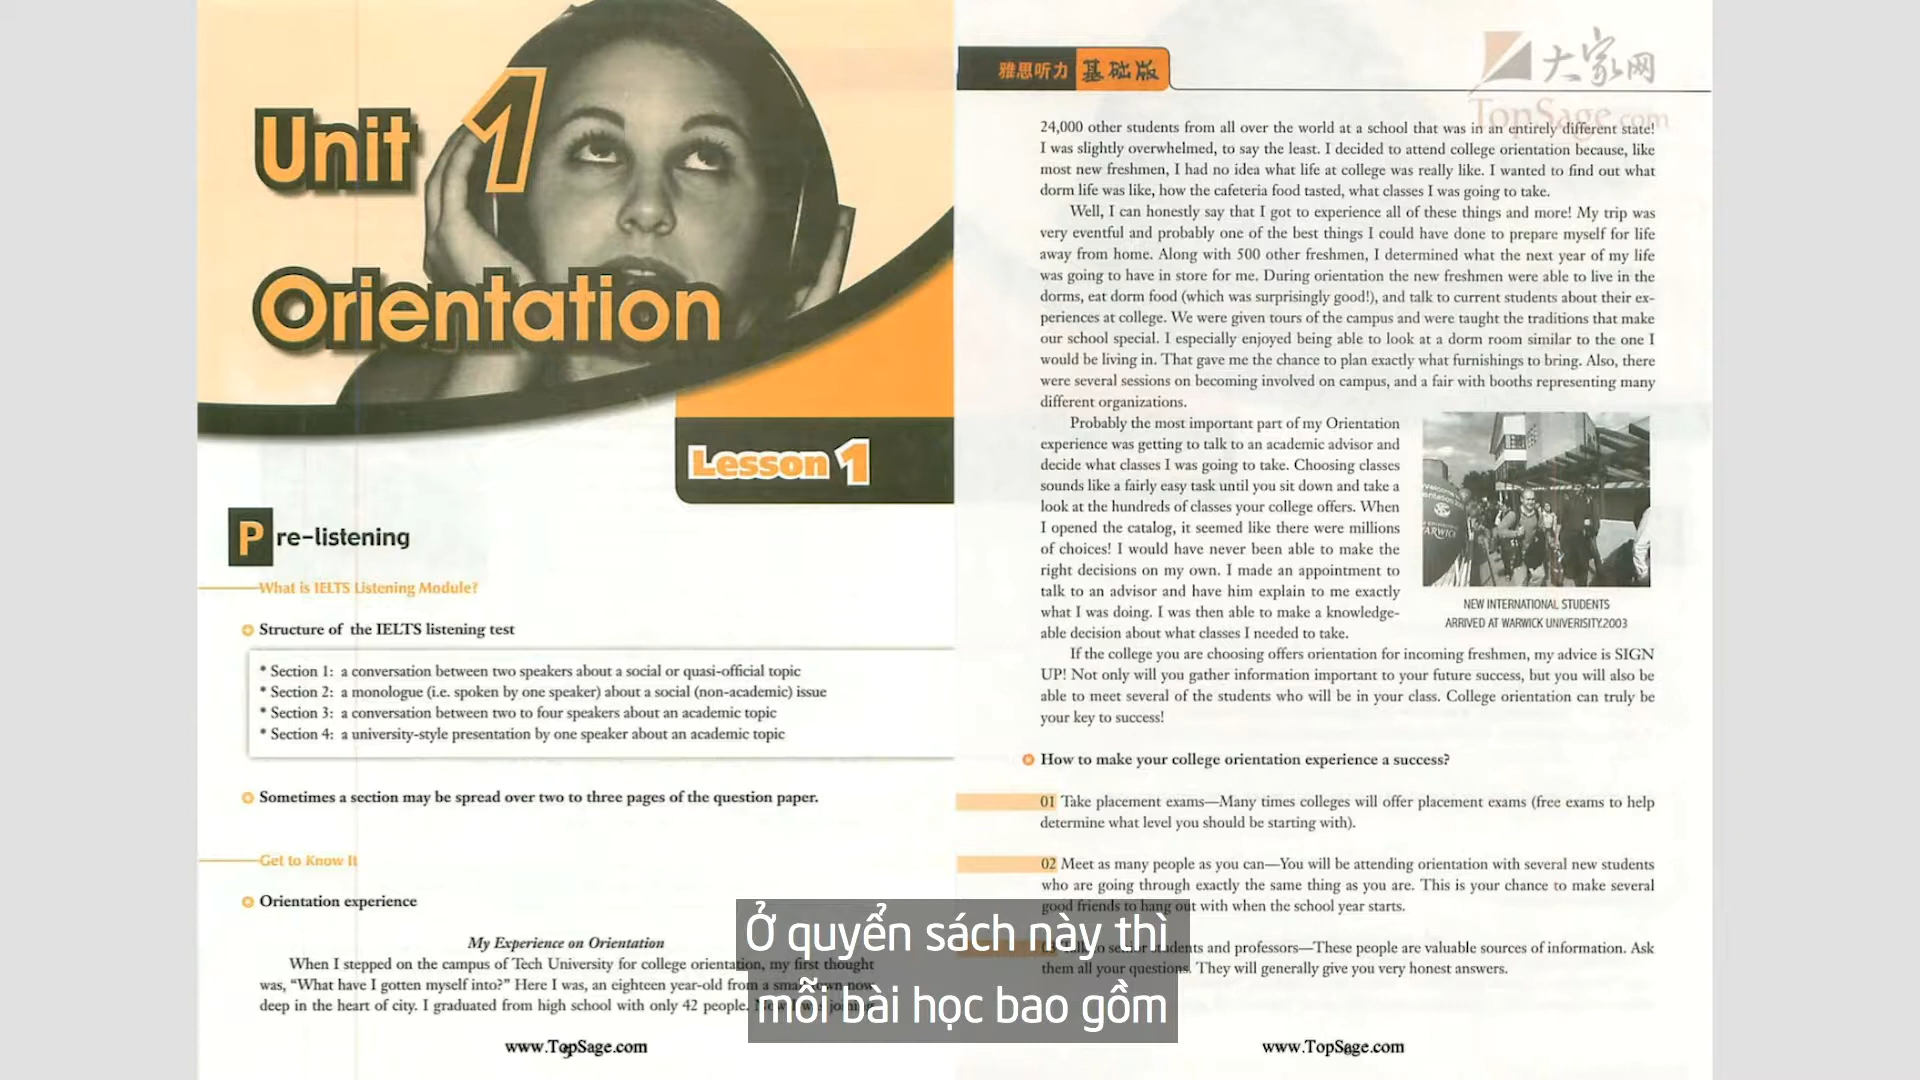 Unit 1
Orientation
Lesson 1
Pre-listening
What is IELTS Listening Module?
Structure of the IELTS listening test
* Section 1: a conversation between two speakers about a social or quasi-official topic
* Section 2: a monologue (i.e. spoken by one speaker) about a social (non-academic) issue
* Section 3: a conversation between two to four speakers about an academic topic
* Section 4: a university-style presentation by one speaker about an academic topic
Sometimes a section may be spread over two to three pages of the question paper.
Get to Know It
Orientation experience
My Experience on Orientation
When I stepped on the campus of Tech University for college orientation, my first thought
was, “What have I gotten myself into?” Here I was, an eighteen year-old from a small town now
deep in the heart of city. I graduated from high school with only 42 people. Now I was joining
www.TopSage.com
雅思听力 基础版
大家网
TopSage.com
24,000 other students from all over the world at a school that was in an entirely different state!
I was slightly overwhelmed, to say the least. I decided to attend college orientation because, like
most new freshmen, I had no idea what life at college was really like. I wanted to find out what
dorm life was like, how the cafeteria food tasted, what classes I was going to take.
Well, I can honestly say that I got to experience all of these things and more! My trip was
very eventful and probably one of the best things I could have done to prepare myself for life
away from home. Along with 500 other freshmen, I determined what the next year of my life
was going to have in store for me. During orientation the new freshmen were able to live in the
dorms, eat dorm food (which was surprisingly good!), and talk to current students about their ex-
periences at college. We were given tours of the campus and were taught the traditions that make
our school special. I especially enjoyed being able to look at a dorm room similar to the one I
would be living in. That gave me the chance to plan exactly what furnishings to bring. Also, there
were several sessions on becoming involved on campus, and a fair with booths representing many
different organizations.
Probably the most important part of my Orientation
experience was getting to talk to an academic advisor and
decide what classes I was going to take. Choosing classes
sounds like a fairly easy task until you sit down and take a
look at the hundreds of classes your college offers. When
I opened the catalog, it seemed like there were millions
of choices! I would have never been able to make the
right decisions on my own. I made an appointment to
talk to an advisor and have him explain to me exactly
what I was doing. I was then able to make a knowledge-
able decision about what classes I needed to take.
NEW INTERNATIONAL STUDENTS
ARRIVED AT WARWICK UNIVERISITY.2003
If the college you are choosing offers orientation for incoming freshmen, my advice is SIGN
UP! Not only will you gather information important to your future success, but you will also be
able to meet several of the students who will be in your class. College orientation can truly be
your key to success!
How to make your college orientation experience a success?
01 Take placement exams—Many times colleges will offer placement exams (free exams to help
determine what level you should be starting with).
02 Meet as many people as you can—You will be attending orientation with several new students
who are going through exactly the same thing as you are. This is your chance to make several
good friends to hang out with when the school year starts.
03 Talk to senior students and professors—These people are valuable sources of information. Ask
them all your questions. They will generally give you very honest answers.
www.TopSage.com
Ở quyển sách này thì
mỗi bài học bao gồm